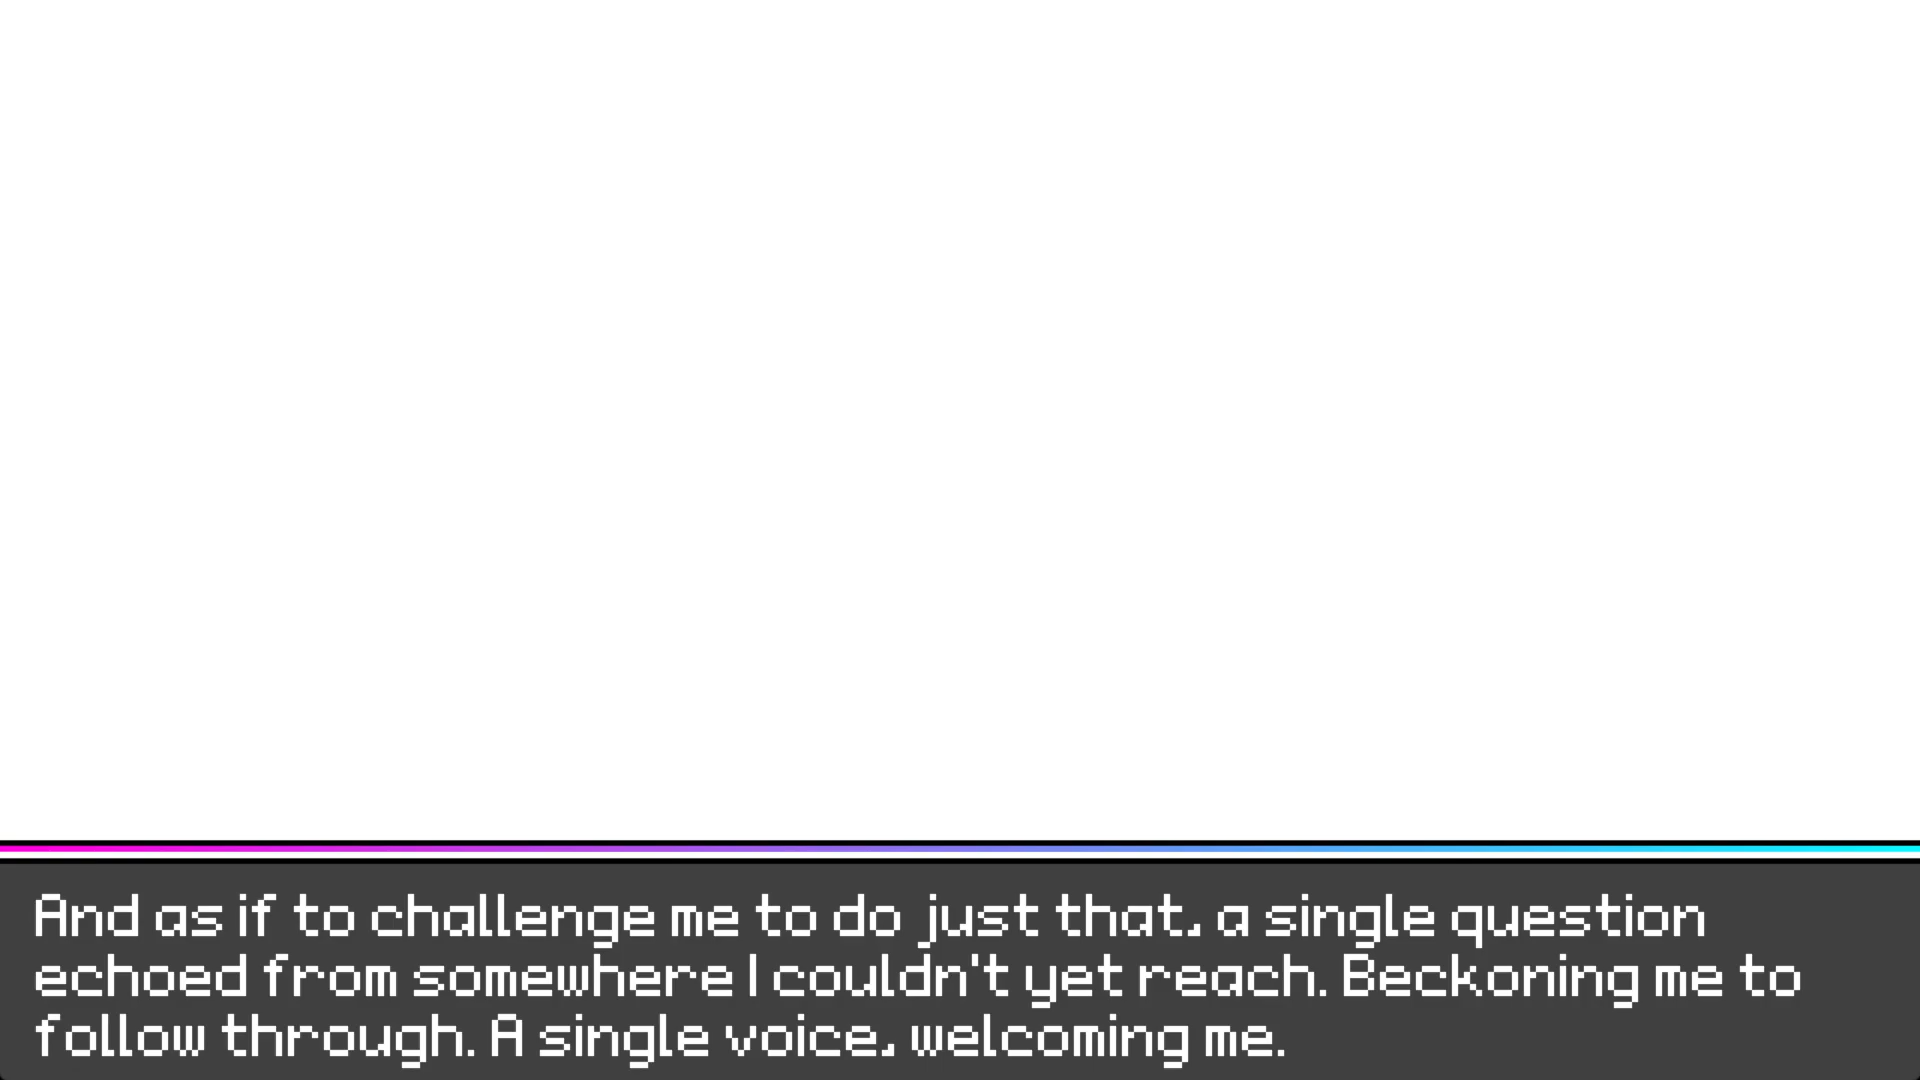 And as if to challenge me to do just that, a single question
echoed from somewhere I couldn't yet reach. Beckoning me to
follow through. A single voice, welcoming me.